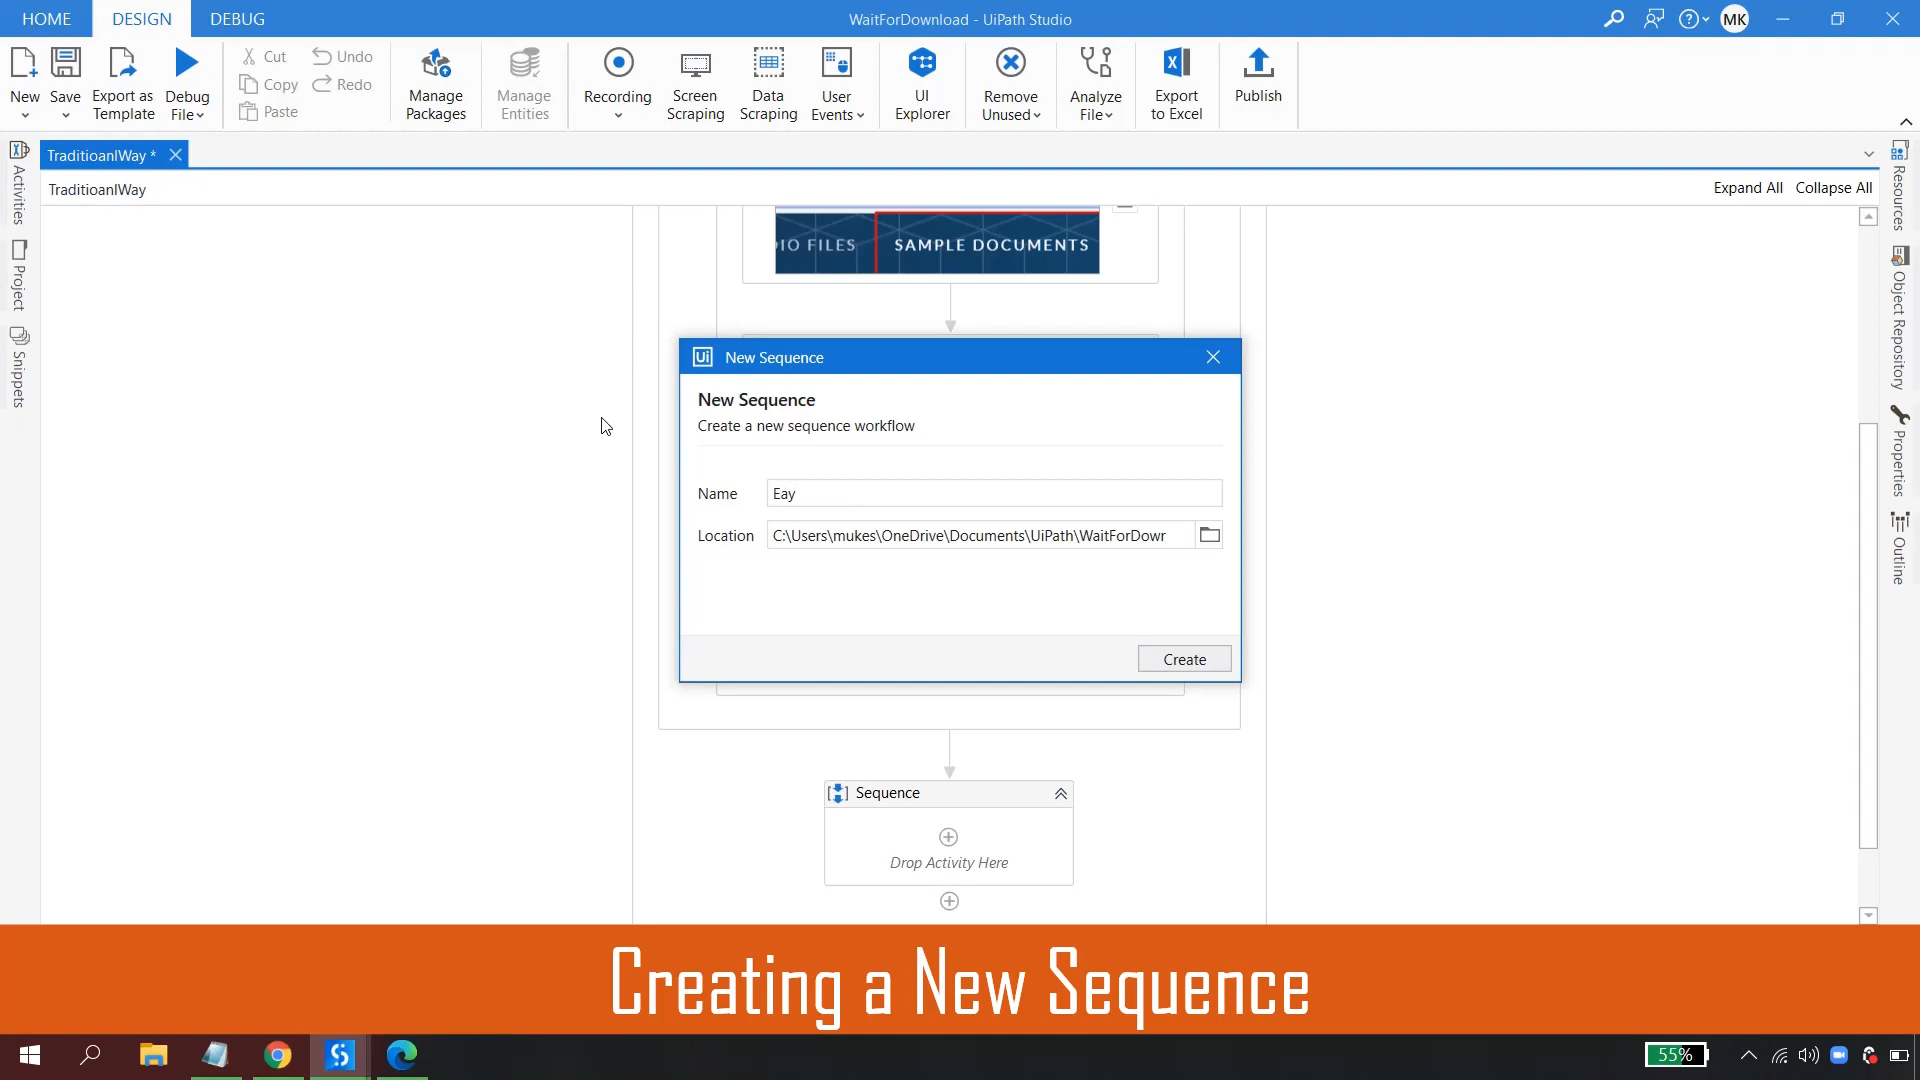 HOME DESIGN DEBUG WaitForDownload - UiPath Studio MK
New Save Export as Template Debug File
Cut Copy Paste Undo Redo
Manage Packages
Manage Entities
Recording Screen Scraping Data Scraping User Events
UI Explorer
Remove Unused
Analyze File
Export to Excel
Publish
TraditioanlWay *
TraditioanlWay Expand All Collapse All
Activities
Project
Snippets
Resources
Object Repository
Properties
Outline
IO FILES SAMPLE DOCUMENTS
Ui New Sequence
New Sequence
Create a new sequence workflow
Name Eay
Location C:\Users\mukes\OneDrive\Documents\UiPath\WaitForDowr
Create
Sequence
Drop Activity Here
Creating a New Sequence
55%